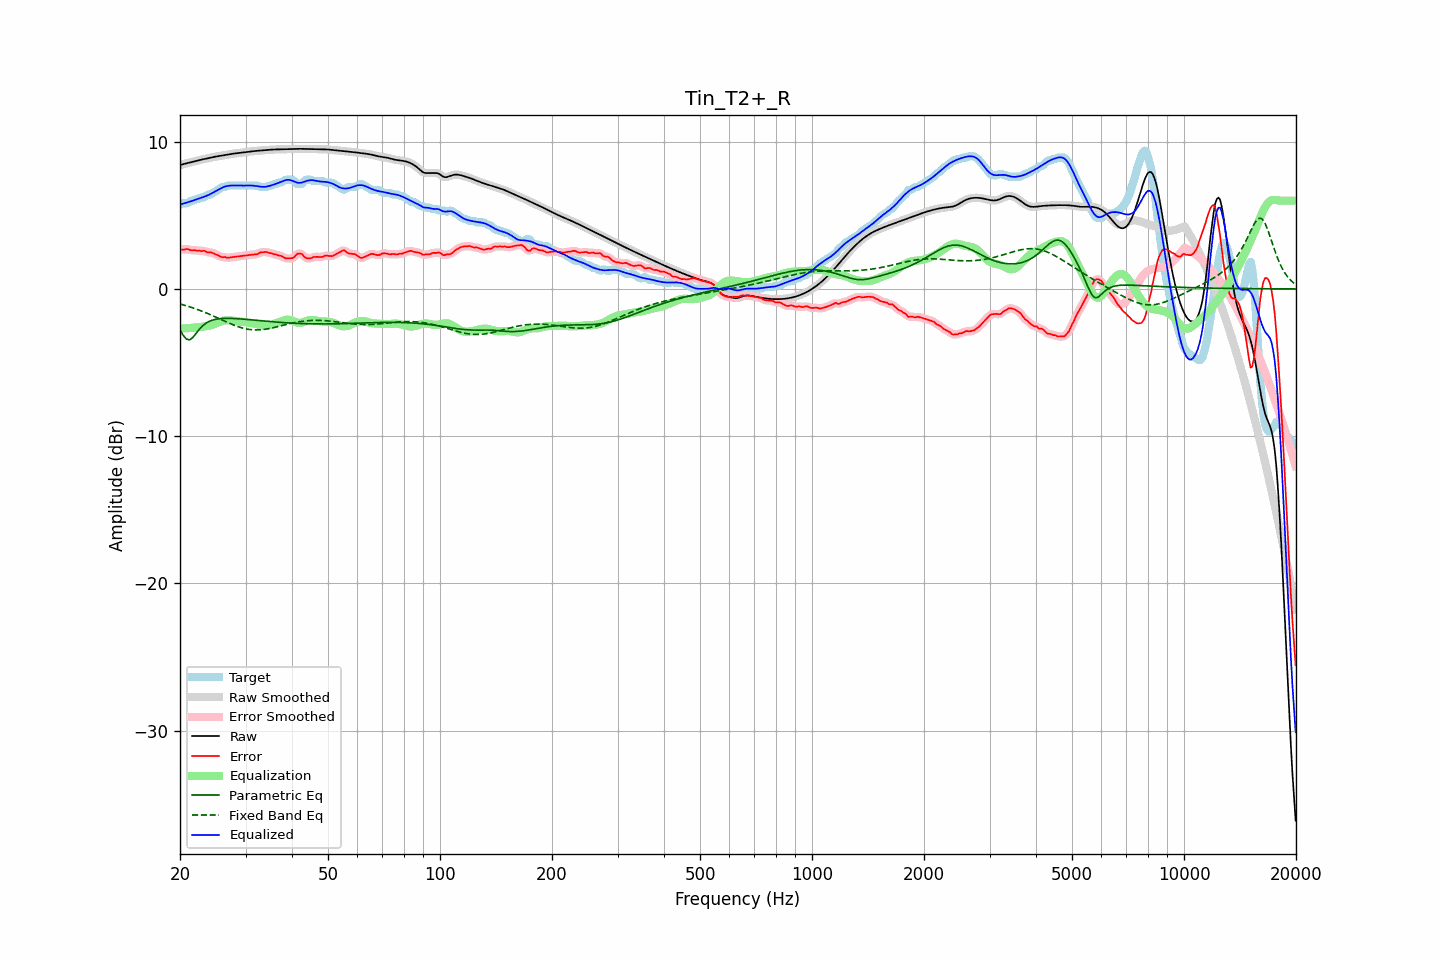 Tin_T2+_R
Amplitude (dBr)
10
0
−10
−20
−30
Target
Raw Smoothed
Error Smoothed
Raw
Error
Equalization
Parametric Eq
Fixed Band Eq
Equalized
20 50 100 200 500 1000 2000 5000 10000 20000
Frequency (Hz)